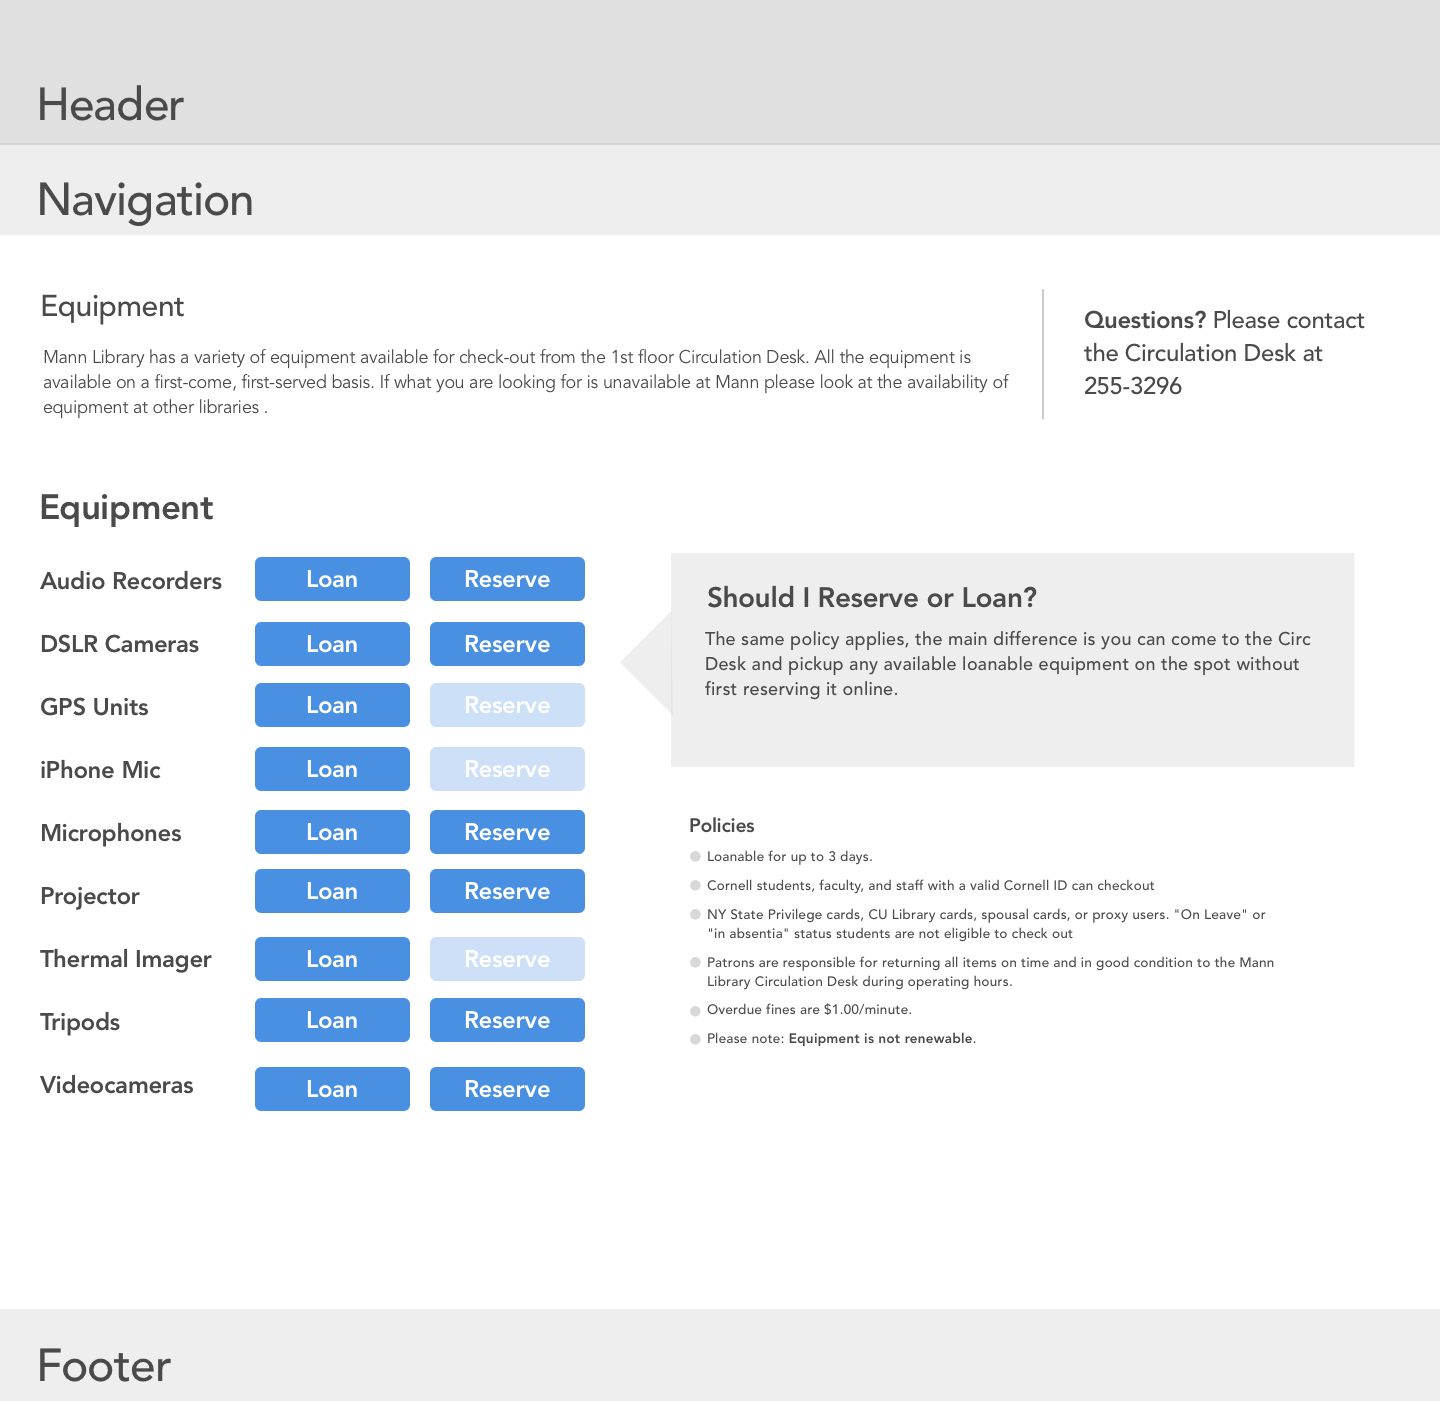 Header
Navigation
Equipment
Mann Library has a variety of equipment available for check-out from the 1st floor Circulation Desk. All the equipment is
available on a first-come, first-served basis. If what you are looking for is unavailable at Mann please look at the availability of
equipment at other libraries .
Questions? Please contact
the Circulation Desk at
255-3296
Equipment
Audio Recorders Loan Reserve
DSLR Cameras Loan Reserve
GPS Units Loan Reserve
iPhone Mic Loan Reserve
Microphones Loan Reserve
Projector Loan Reserve
Thermal Imager Loan Reserve
Tripods Loan Reserve
Videocameras Loan Reserve
Should I Reserve or Loan?
The same policy applies, the main difference is you can come to the Circ
Desk and pickup any available loanable equipment on the spot without
first reserving it online.
Policies
Loanable for up to 3 days.
Cornell students, faculty, and staff with a valid Cornell ID can checkout
NY State Privilege cards, CU Library cards, spousal cards, or proxy users. "On Leave" or
"in absentia" status students are not eligible to check out
Patrons are responsible for returning all items on time and in good condition to the Mann
Library Circulation Desk during operating hours.
Overdue fines are $1.00/minute.
Please note: Equipment is not renewable.
Footer